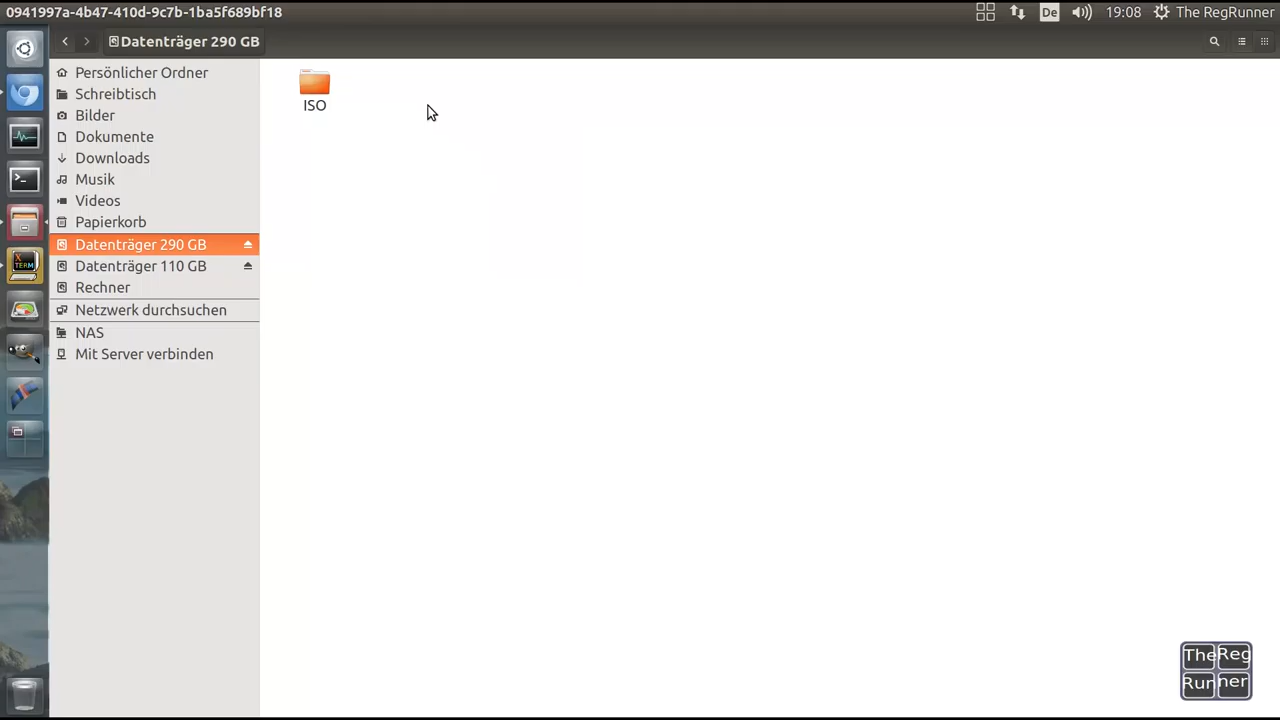 0941997a-4b47-410d-9c7b-1ba5f689bf18
De
19:08
The RegRunner
Datenträger 290 GB
Persönlicher Ordner
Schreibtisch
Bilder
Dokumente
Downloads
Musik
Videos
Papierkorb
Datenträger 290 GB
Datenträger 110 GB
Rechner
Netzwerk durchsuchen
NAS
Mit Server verbinden
ISO
X
TERM
The Reg
Run ner